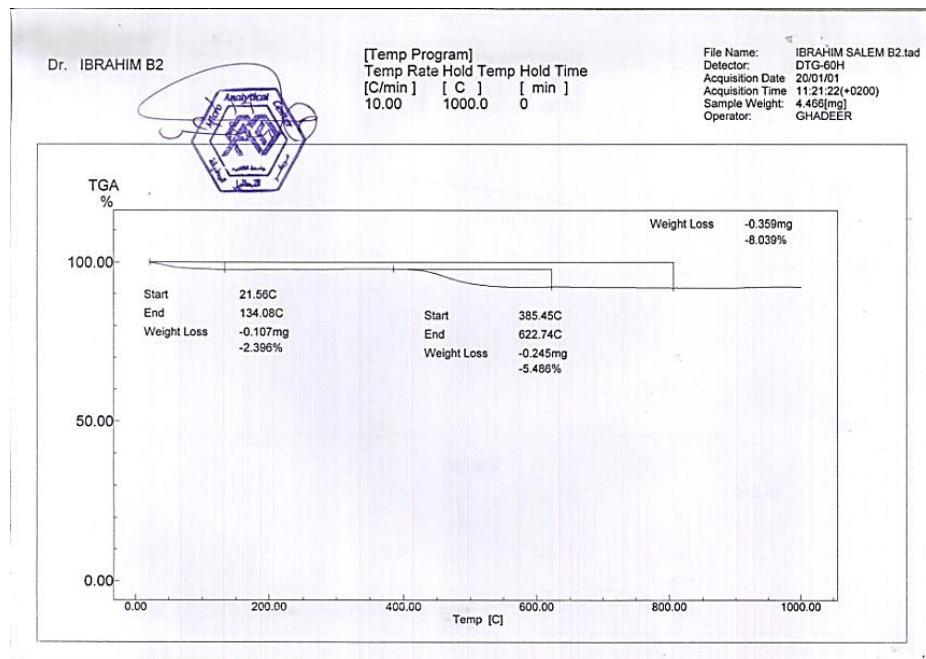 Dr. IBRAHIM B2
[Temp Program]
Temp Rate Hold Temp Hold Time
[C/min ] [ C ] [ min ]
10.00 1000.0 0
File Name: IBRAHIM SALEM B2.tad
Detector: DTG-60H
Acquisition Date 20/01/01
Acquisition Time 11:21:22(+0200)
Sample Weight: 4.466[mg]
Operator: GHADEER
Micro Analytical Center
TGA
%
Weight Loss -0.359mg
-8.039%
100.00
Start 21.56C
End 134.08C
Weight Loss -0.107mg
-2.396%
Start 385.45C
End 622.74C
Weight Loss -0.245mg
-5.486%
50.00
0.00
0.00 200.00 400.00 600.00 800.00 1000.00
Temp [C]